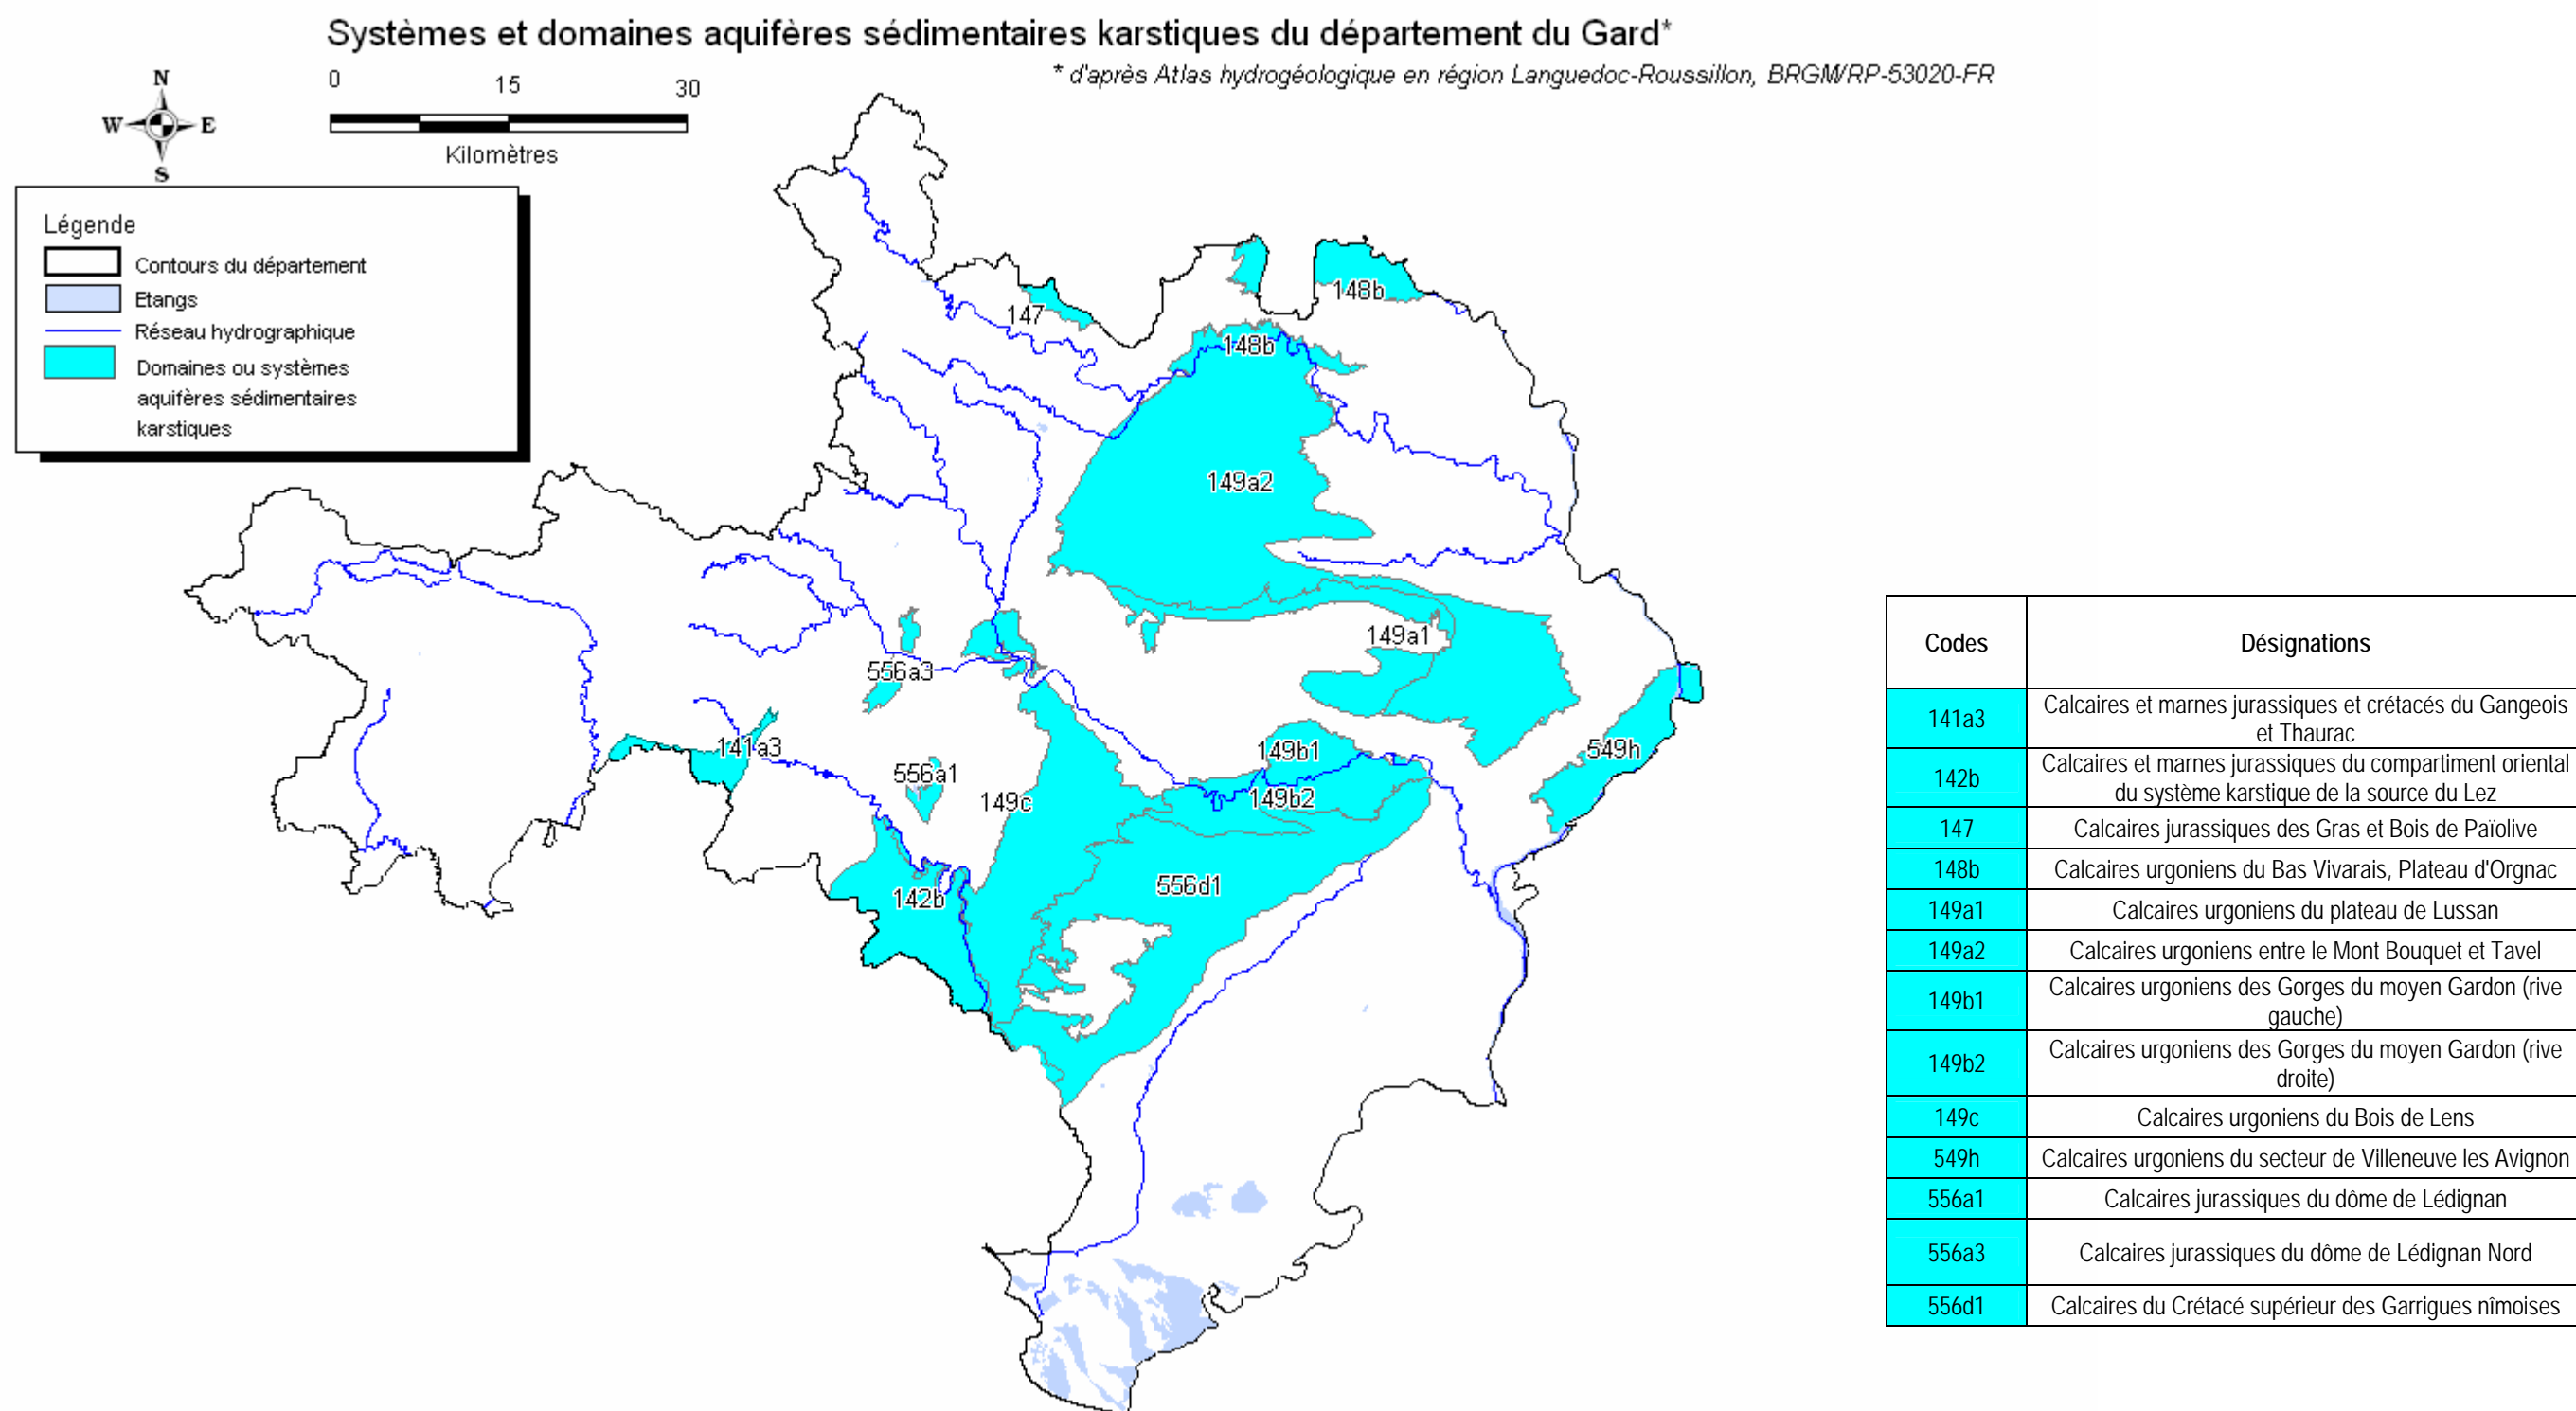 Systèmes et domaines aquifères sédimentaires karstiques du département du Gard*
* d'après Atlas hydrogéologique en région Languedoc-Roussillon, BRGM/RP-53020-FR
N
W E
S
0 15 30
Kilomètres
Légende
Contours du département
Etangs
Réseau hydrographique
Domaines ou systèmes
aquifères sédimentaires
karstiques
148b
147
148b
149a2
149a1
556a3
141a3
549h
149b1
556a1
149b2
149c
556d1
142b
Codes Désignations
141a3 Calcaires et marnes jurassiques et crétacés du Gangeois
et Thaurac
142b Calcaires et marnes jurassiques du compartiment oriental
du système karstique de la source du Lez
147 Calcaires jurassiques des Gras et Bois de Païolive
148b Calcaires urgoniens du Bas Vivarais, Plateau d'Orgnac
149a1 Calcaires urgoniens du plateau de Lussan
149a2 Calcaires urgoniens entre le Mont Bouquet et Tavel
149b1 Calcaires urgoniens des Gorges du moyen Gardon (rive
gauche)
149b2 Calcaires urgoniens des Gorges du moyen Gardon (rive
droite)
149c Calcaires urgoniens du Bois de Lens
549h Calcaires urgoniens du secteur de Villeneuve les Avignon
556a1 Calcaires jurassiques du dôme de Lédignan
556a3 Calcaires jurassiques du dôme de Lédignan Nord
556d1 Calcaires du Crétacé supérieur des Garrigues nîmoises